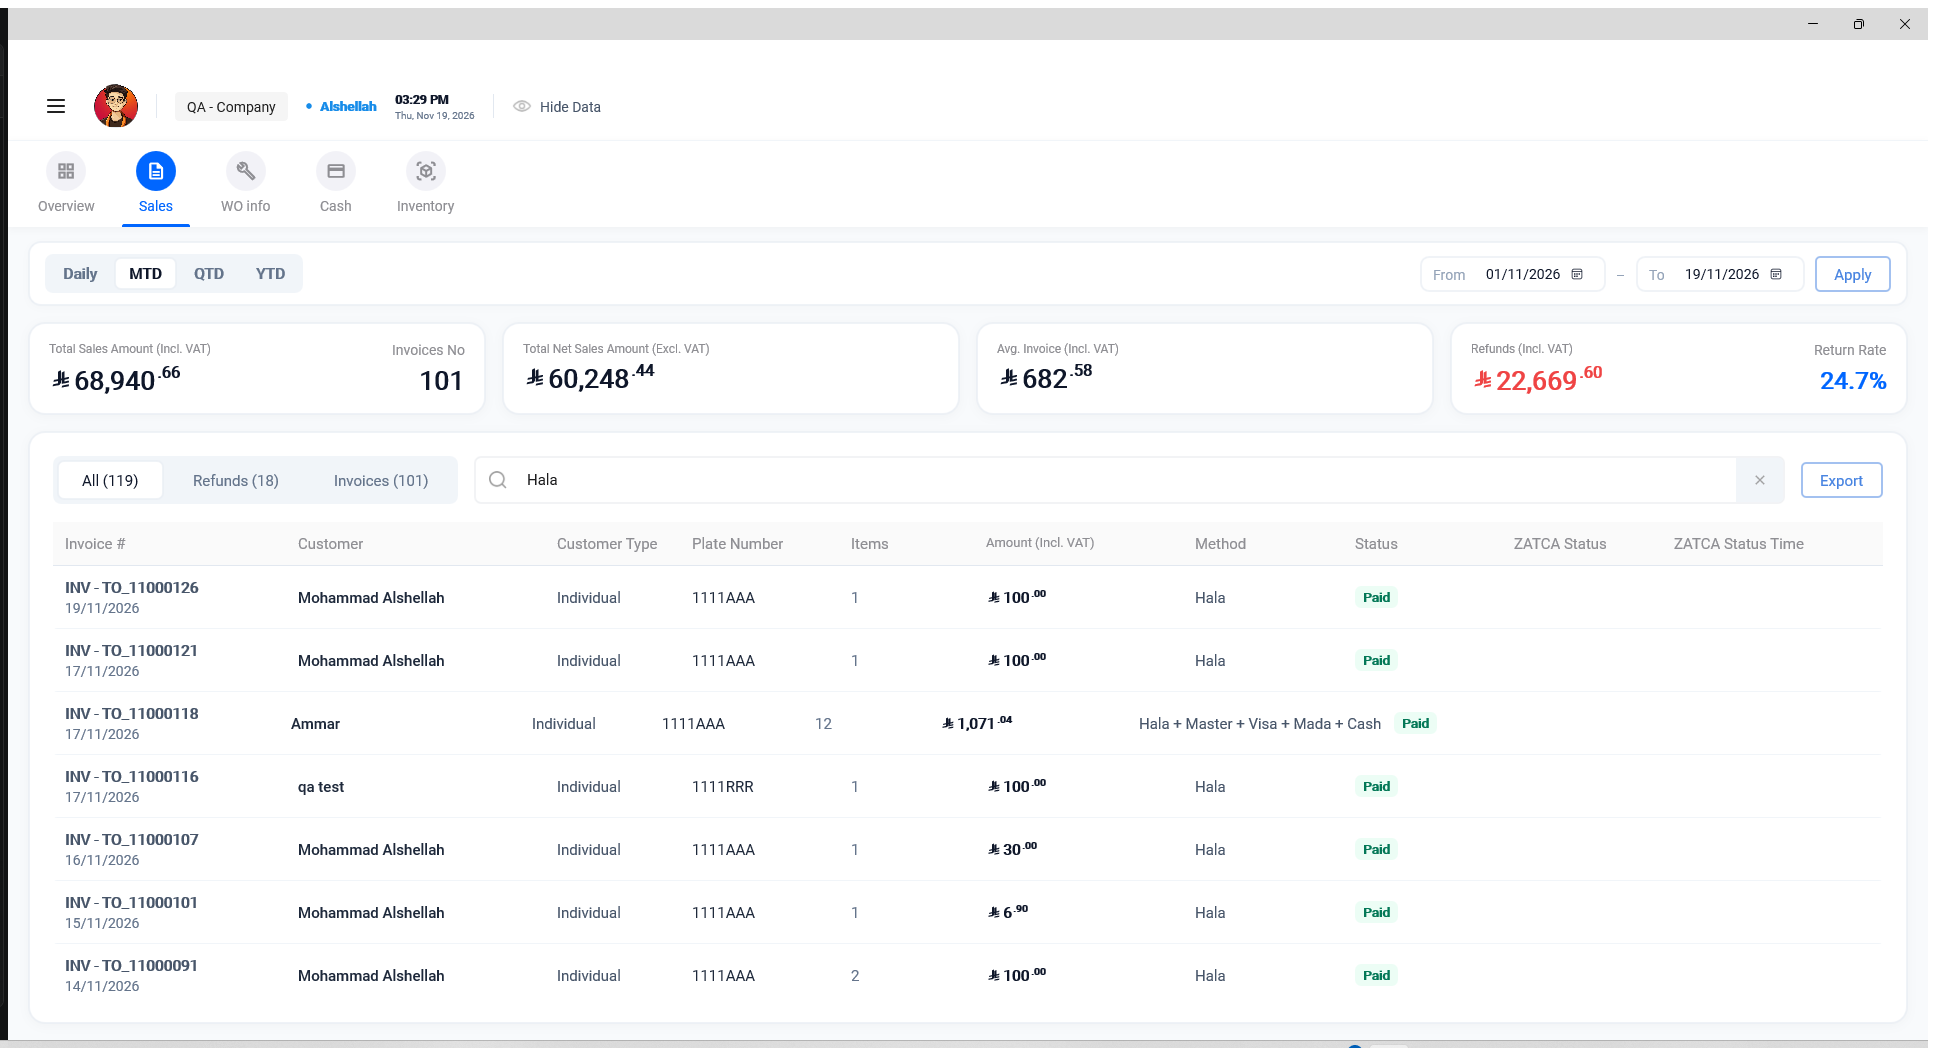 QA - Company
Alshellah
03:29 PM
Thu, Nov 19, 2026
Hide Data
Overview
Sales
WO info
Cash
Inventory
Daily MTD QTD YTD
From 01/11/2026 – To 19/11/2026 Apply
Total Sales Amount (Incl. VAT) Invoices No
68,940.66 101
Total Net Sales Amount (Excl. VAT)
60,248.44
Avg. Invoice (Incl. VAT)
682.58
Refunds (Incl. VAT) Return Rate
22,669.60 24.7%
All (119) Refunds (18) Invoices (101) Hala Export
Invoice # Customer Customer Type Plate Number Items Amount (Incl. VAT) Method Status ZATCA Status ZATCA Status Time
INV - TO_11000126
19/11/2026
Mohammad Alshellah Individual 1111AAA 1 100.00 Hala Paid
INV - TO_11000121
17/11/2026
Mohammad Alshellah Individual 1111AAA 1 100.00 Hala Paid
INV - TO_11000118
17/11/2026
Ammar Individual 1111AAA 12 1,071.04 Hala + Master + Visa + Mada + Cash Paid
INV - TO_11000116
17/11/2026
qa test Individual 1111RRR 1 100.00 Hala Paid
INV - TO_11000107
16/11/2026
Mohammad Alshellah Individual 1111AAA 1 30.00 Hala Paid
INV - TO_11000101
15/11/2026
Mohammad Alshellah Individual 1111AAA 1 6.90 Hala Paid
INV - TO_11000091
14/11/2026
Mohammad Alshellah Individual 1111AAA 2 100.00 Hala Paid